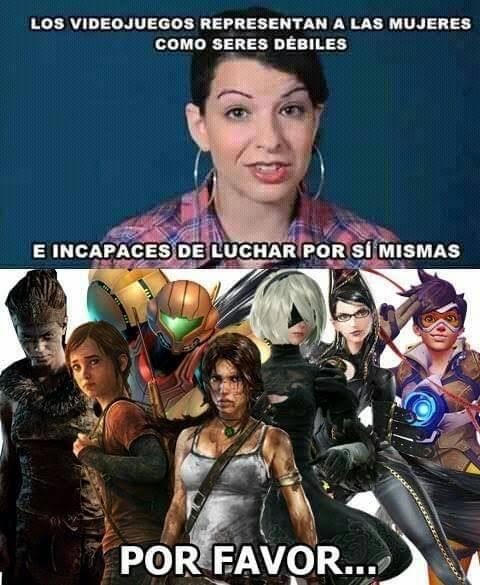 LOS VIDEOJUEGOS REPRESENTAN A LAS MUJERES
COMO SERES DÉBILES
E INCAPACES DE LUCHAR POR SÍ MISMAS
POR FAVOR...